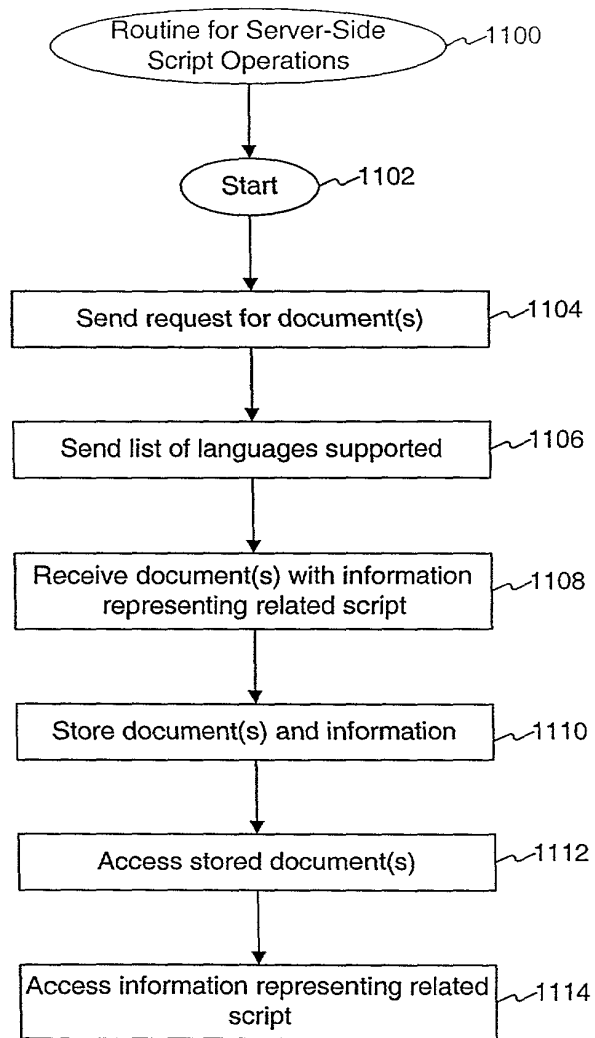 Routine for Server-Side
Script Operations
1100
Start
1102
Send request for document(s)
1104
Send list of languages supported
1106
Receive document(s) with information
representing related script
1108
Store document(s) and information
1110
Access stored document(s)
1112
Access information representing related
script
1114